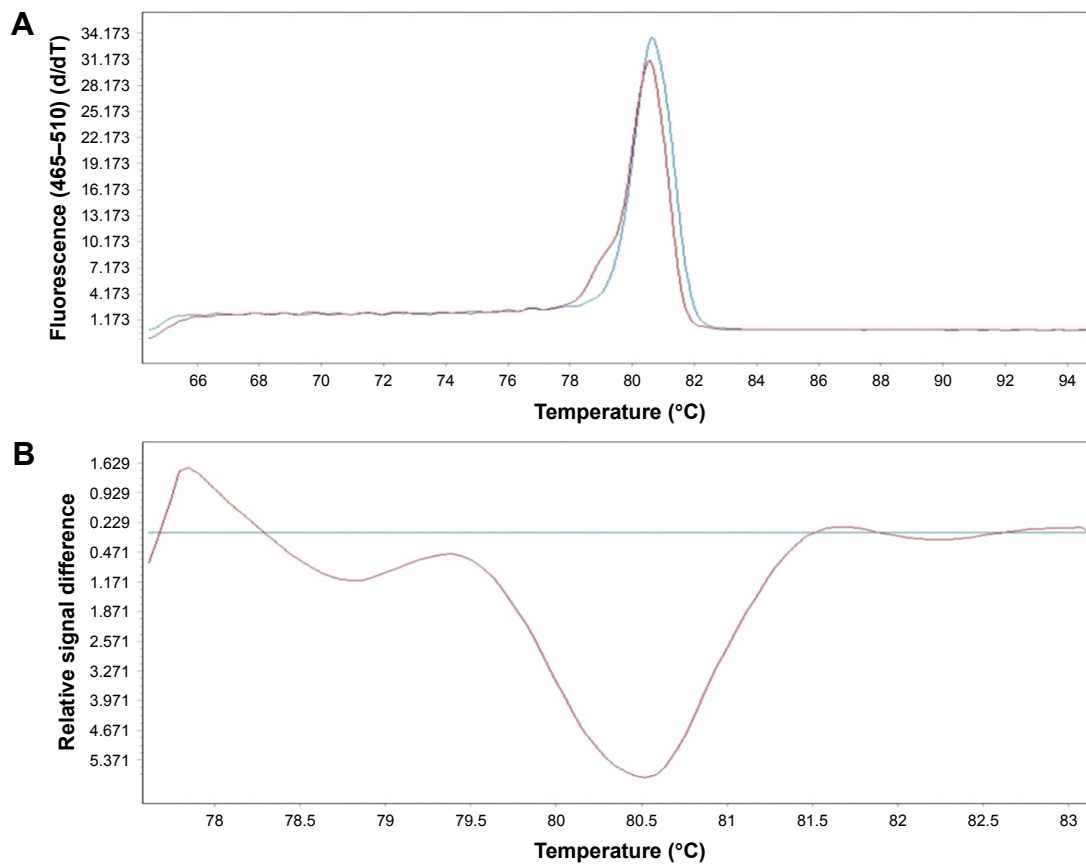 A
Fluorescence (465–510) (d/dT)
34.173
31.173
28.173
25.173
22.173
19.173
16.173
13.173
10.173
7.173
4.173
1.173
66 68 70 72 74 76 78 80 82 84 86 88 90 92 94
Temperature (°C)
B
Relative signal difference
1.629
0.929
0.229
0.471
1.171
1.871
2.571
3.271
3.971
4.671
5.371
78 78.5 79 79.5 80 80.5 81 81.5 82 82.5 83
Temperature (°C)